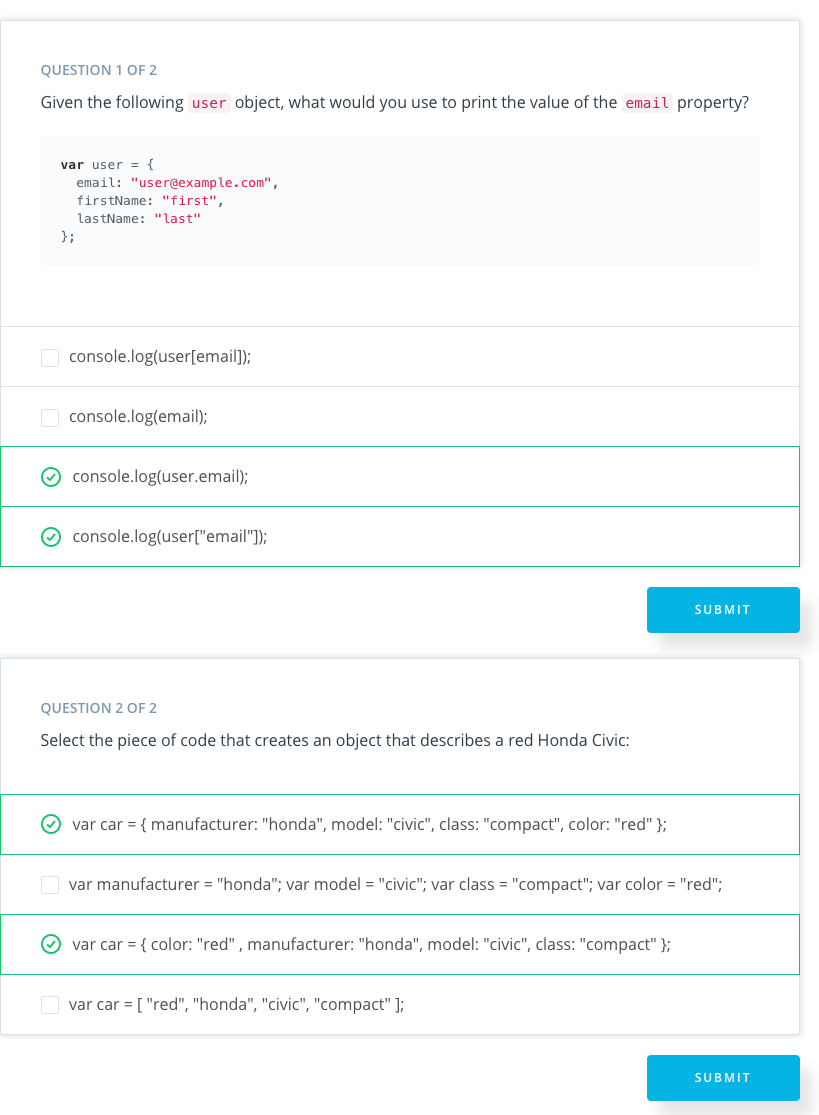 QUESTION 1 OF 2
Given the following user object, what would you use to print the value of the email property?
var user = {
  email: "user@example.com",
  firstName: "first",
  lastName: "last"
};
console.log(user[email]);
console.log(email);
console.log(user.email);
console.log(user["email"]);
SUBMIT
QUESTION 2 OF 2
Select the piece of code that creates an object that describes a red Honda Civic:
var car = { manufacturer: "honda", model: "civic", class: "compact", color: "red" };
var manufacturer = "honda"; var model = "civic"; var class = "compact"; var color = "red";
var car = { color: "red" , manufacturer: "honda", model: "civic", class: "compact" };
var car = [ "red", "honda", "civic", "compact" ];
SUBMIT